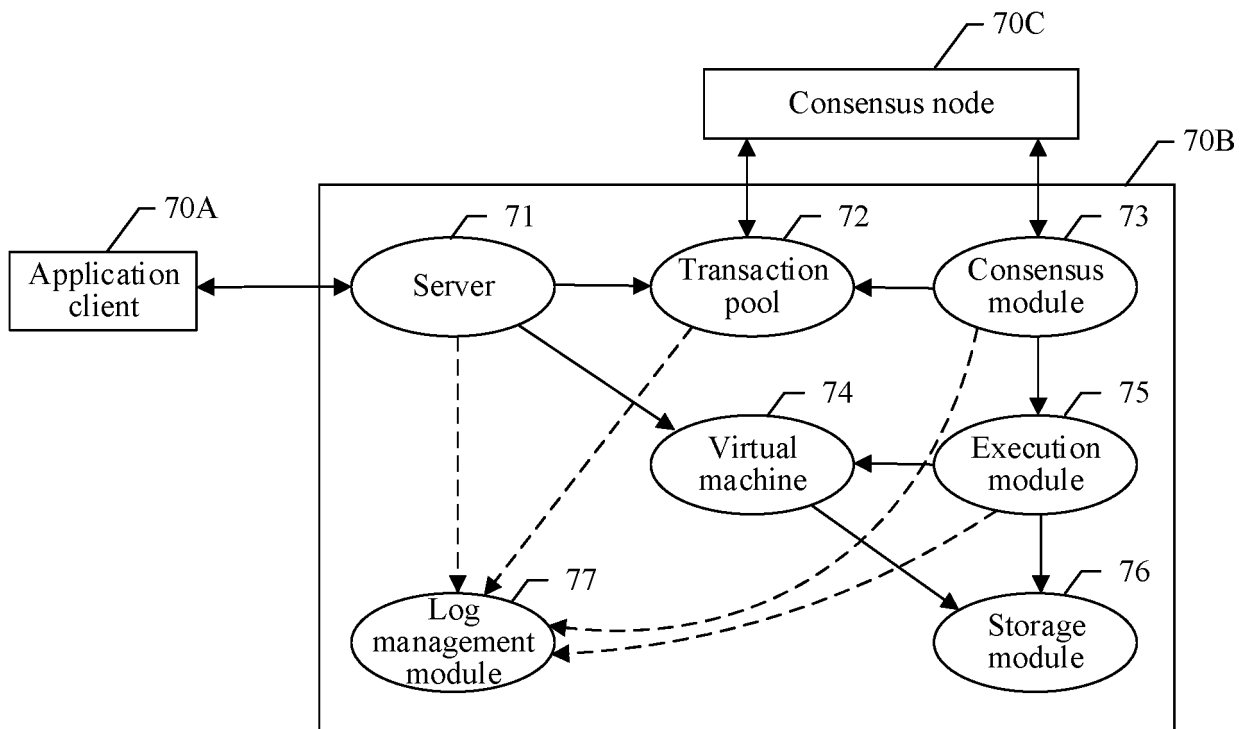 70C
Consensus node
70B
70A
Application
client
71
Server
72
Transaction
pool
73
Consensus
module
74
Virtual
machine
75
Execution
module
77
Log
management
module
76
Storage
module